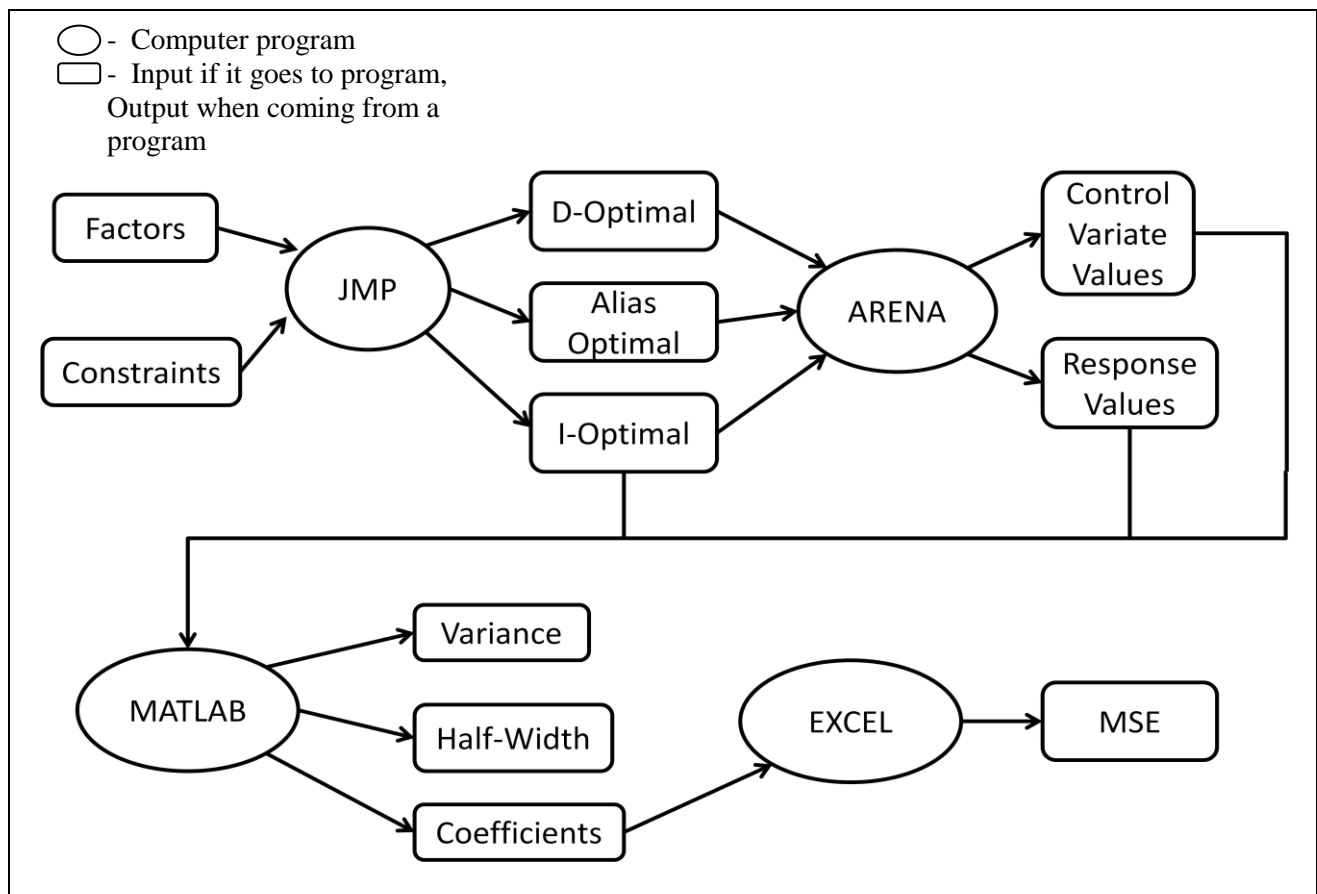 - Computer program
- Input if it goes to program,
Output when coming from a
program
Factors
Constraints
JMP
D-Optimal
Alias
Optimal
I-Optimal
ARENA
Control
Variate
Values
Response
Values
MATLAB
Variance
Half-Width
Coefficients
EXCEL
MSE